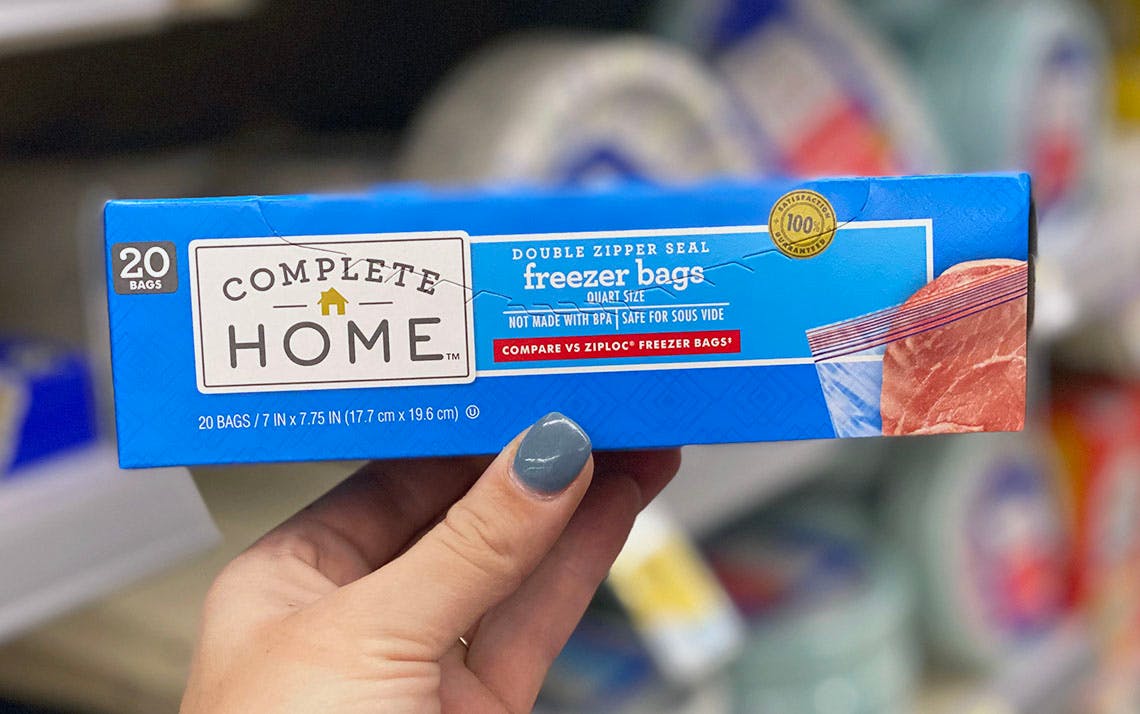 20
BAGS
COMPLETE
HOME™
DOUBLE ZIPPER SEAL
freezer bags
QUART SIZE
NOT MADE WITH BPA | SAFE FOR SOUS VIDE
COMPARE VS ZIPLOC® FREEZER BAGS‡
SATISFACTION
100%
GUARANTEED
20 BAGS / 7 IN x 7.75 IN (17.7 cm x 19.6 cm) Ⓤ